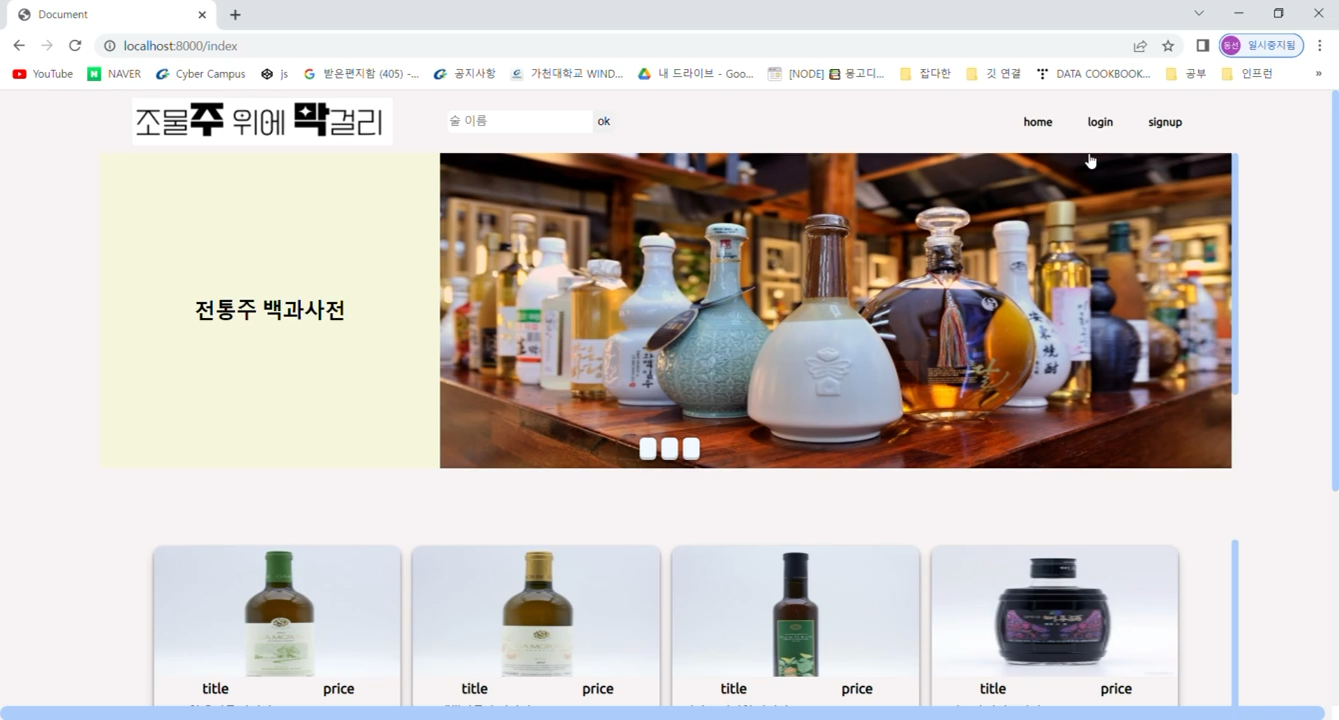 Document
localhost:8000/index
일시중지됨
YouTube NAVER Cyber Campus js 받은편지함 (405) -... 공지사항 가천대학교 WIND... 내 드라이브 - Goo... [NODE] 몽고디... 잡다한 깃 연결 DATA COOKBOOK... 공부 인프런 »
조물주 위에 막걸리 술 이름 ok home login signup
전통주 백과사전
title price title price title price title price